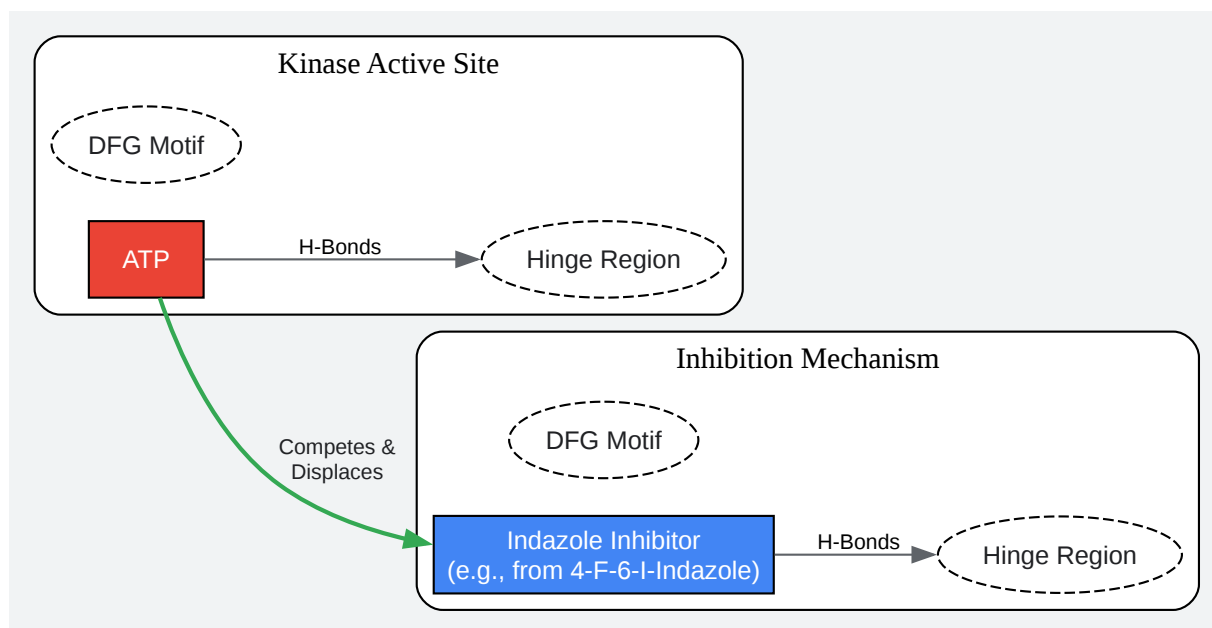 Kinase Active Site
DFG Motif
ATP
H-Bonds
Hinge Region
Competes &
Displaces
Inhibition Mechanism
DFG Motif
Indazole Inhibitor
(e.g., from 4-F-6-I-Indazole)
H-Bonds
Hinge Region